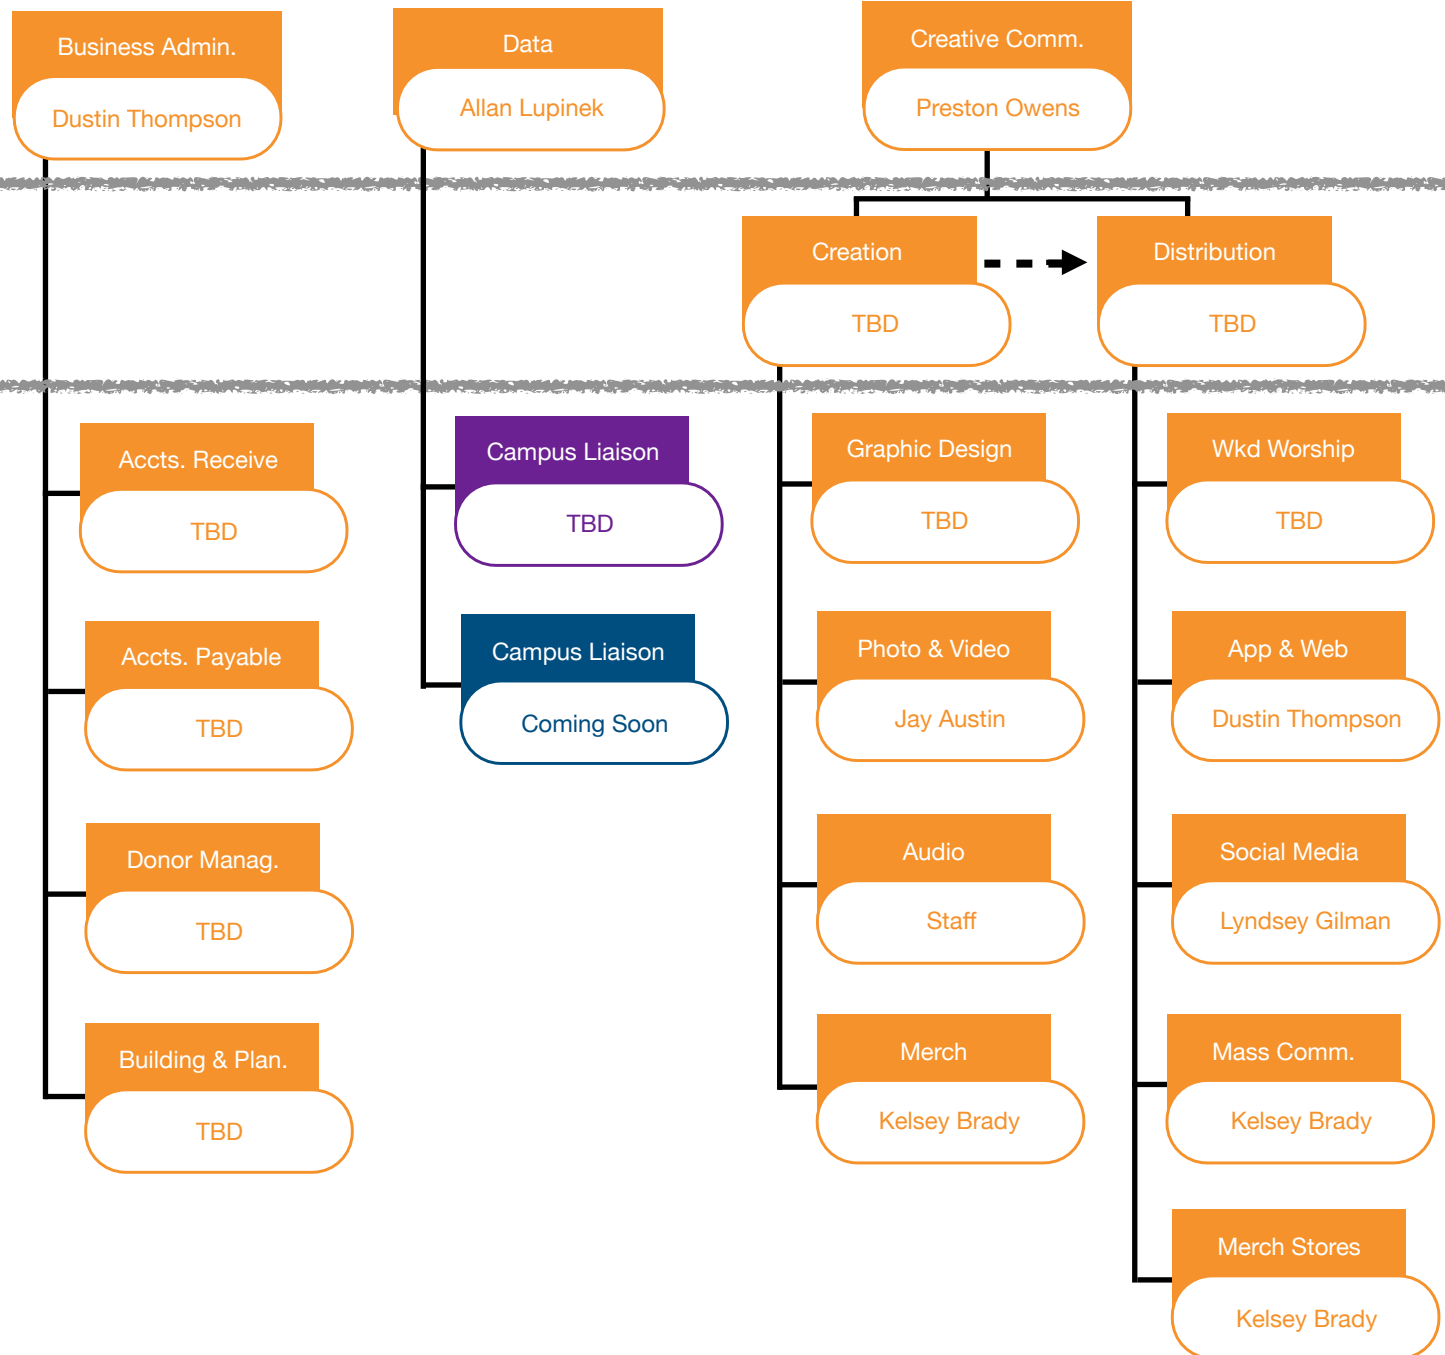 Business Admin.
Dustin Thompson
Data
Allan Lupinek
Creative Comm.
Preston Owens
Creation
TBD
Distribution
TBD
Accts. Receive
TBD
Accts. Payable
TBD
Donor Manag.
TBD
Building & Plan.
TBD
Campus Liaison
TBD
Campus Liaison
Coming Soon
Graphic Design
TBD
Photo & Video
Jay Austin
Audio
Staff
Merch
Kelsey Brady
Wkd Worship
TBD
App & Web
Dustin Thompson
Social Media
Lyndsey Gilman
Mass Comm.
Kelsey Brady
Merch Stores
Kelsey Brady